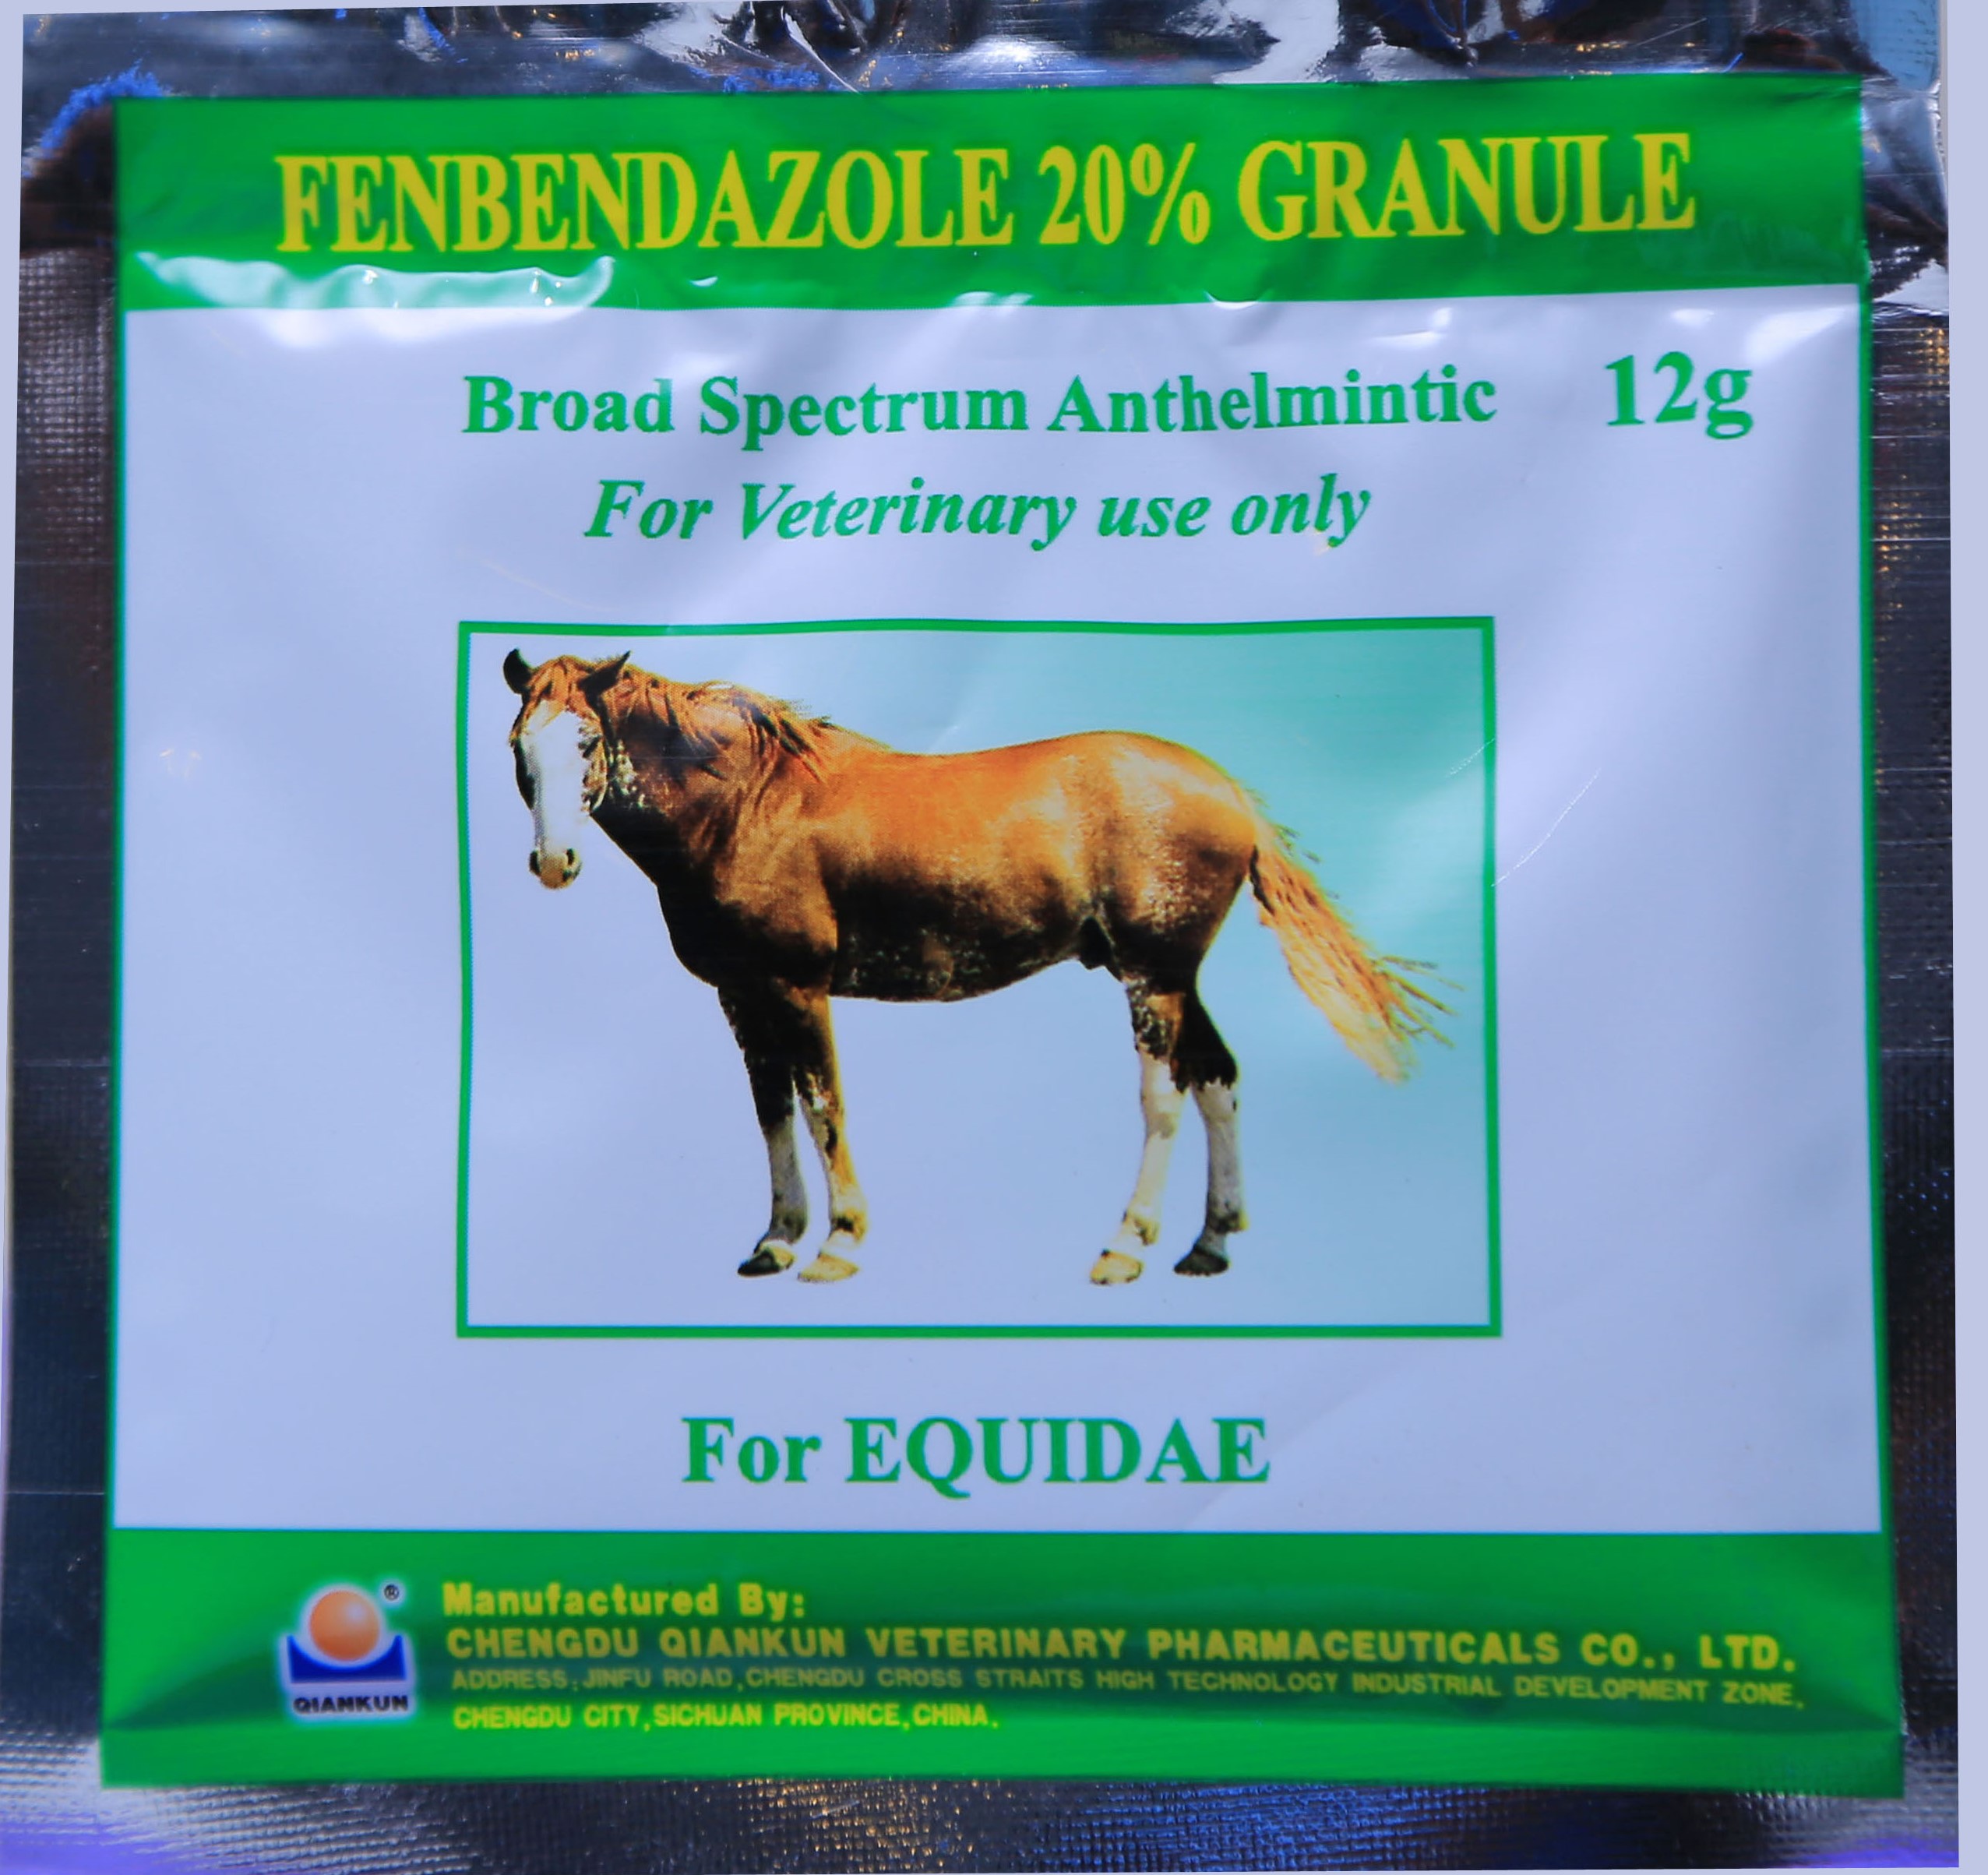 FENBENDAZOLE 20% GRANULE
Broad Spectrum Anthelmintic 12g
For Veterinary use only
For EQUIDAE
®
QIANKUN
Manufactured By:
CHENGDU QIANKUN VETERINARY PHARMACEUTICALS CO., LTD.
ADDRESS:JINFU ROAD,CHENGDU CROSS STRAITS HIGH TECHNOLOGY INDUSTRIAL DEVELOPMENT ZONE,
CHENGDU CITY,SICHUAN PROVINCE,CHINA.